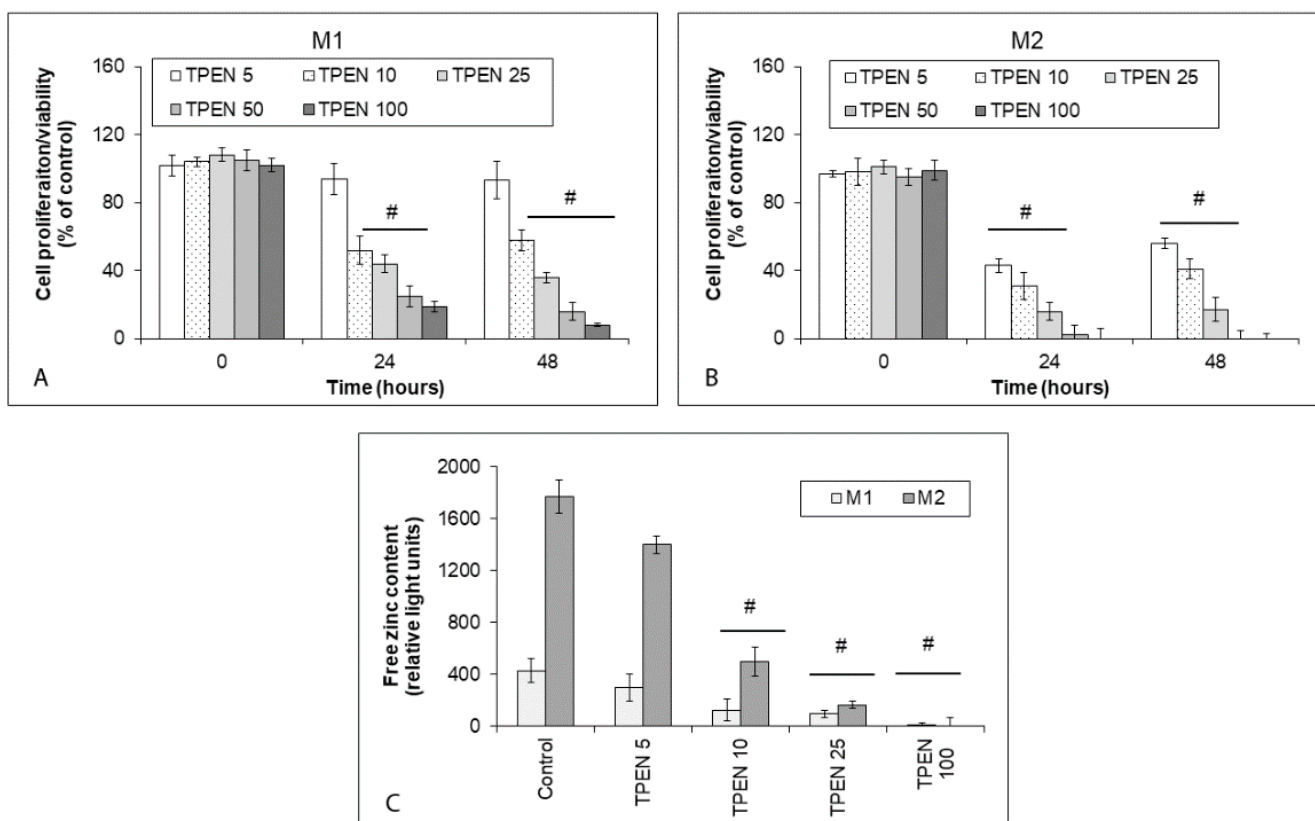 M1
TPEN 5 TPEN 10 TPEN 25
TPEN 50 TPEN 100
Cell proliferaiton/viability
(% of control)
160
120
80
40
0
# #
0 24 48
Time (hours)
A
M2
TPEN 5 TPEN 10 TPEN 25
TPEN 50 TPEN 100
Cell proliferaiton/viability
(% of control)
160
120
80
40
0
# #
0 24 48
Time (hours)
B
Free zinc content
(relative light units)
2000
1600
1200
800
400
0
M1 M2
# # #
Control
TPEN 5
TPEN 10
TPEN 25
TPEN
100
C